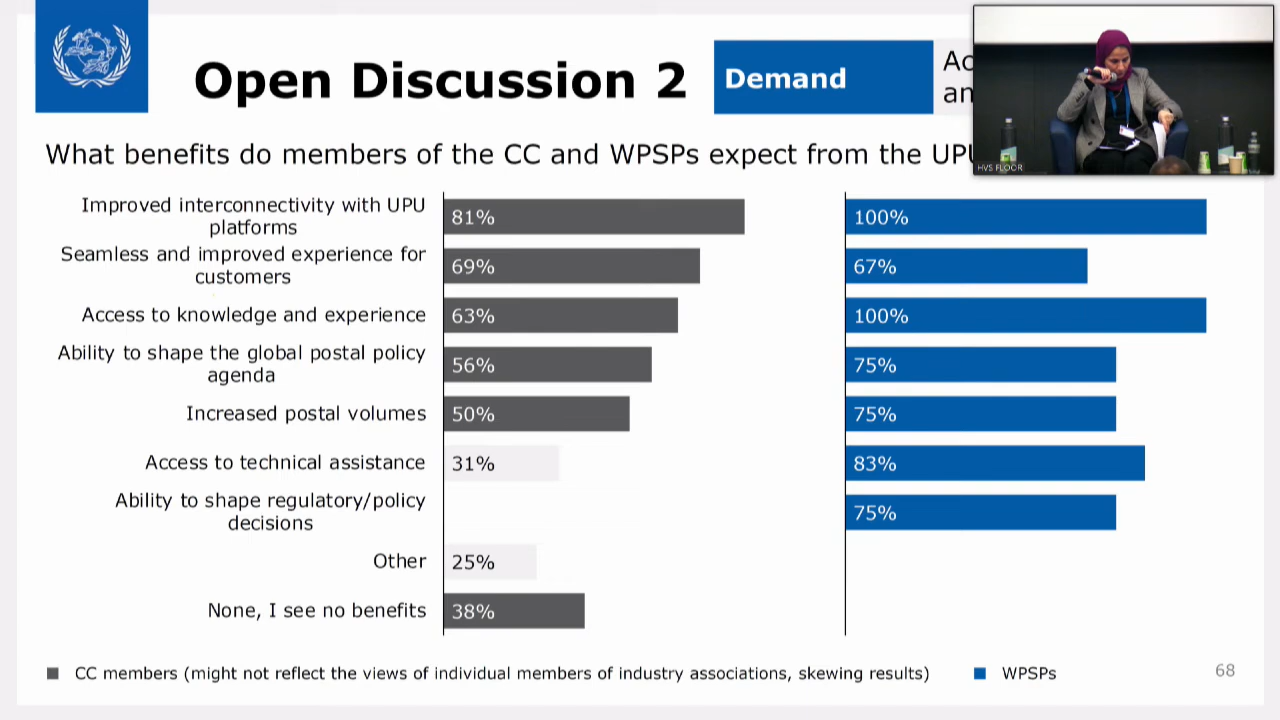 Open Discussion 2
Demand
What benefits do members of the CC and WPSPs expect from the UPU
HVS FLOOR
Improved interconnectivity with UPU
platforms
81%
100%
Seamless and improved experience for
customers
69%
67%
Access to knowledge and experience
63%
100%
Ability to shape the global postal policy
agenda
56%
75%
Increased postal volumes
50%
75%
Access to technical assistance
31%
83%
Ability to shape regulatory/policy
decisions
75%
Other
25%
None, I see no benefits
38%
CC members (might not reflect the views of individual members of industry associations, skewing results)
WPSPs
68